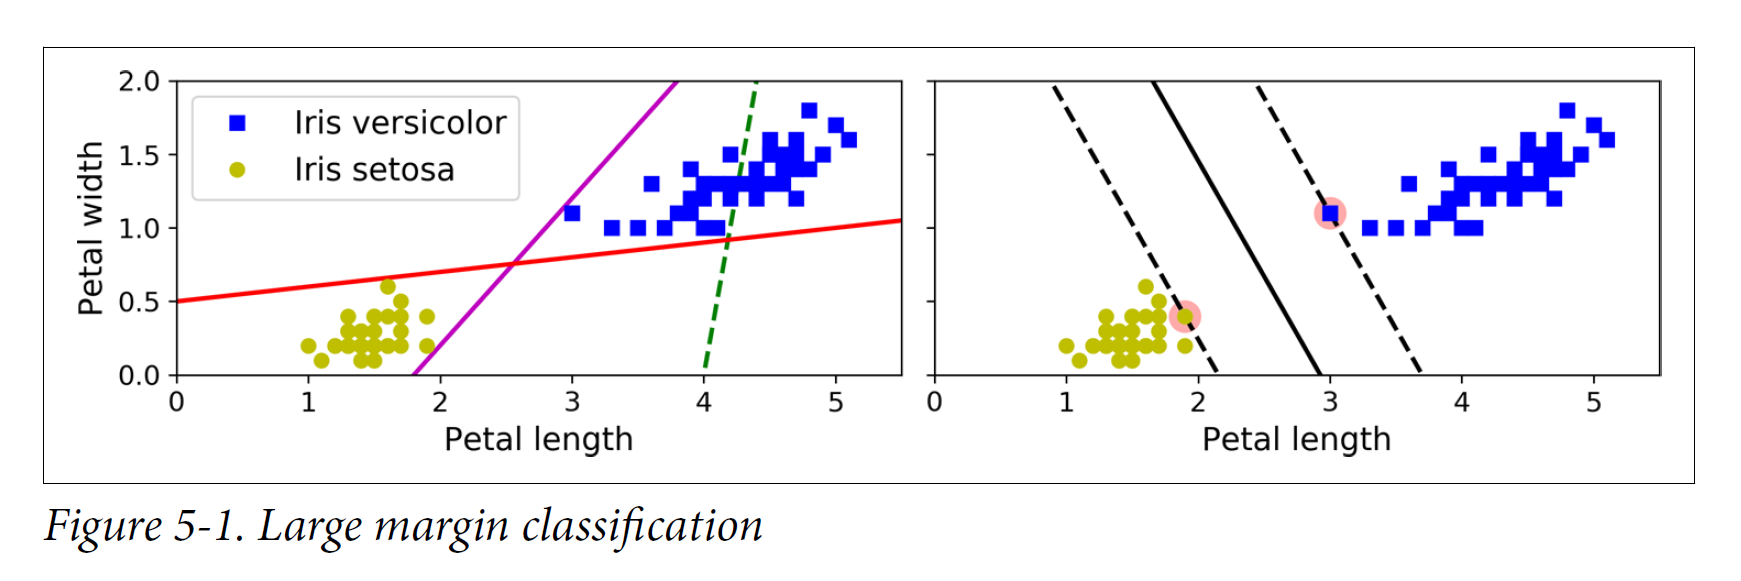 2.0
1.5
1.0
0.5
0.0
Petal width
Iris versicolor
Iris setosa
0 1 2 3 4 5
Petal length
0 1 2 3 4 5
Petal length
Figure 5-1. Large margin classification